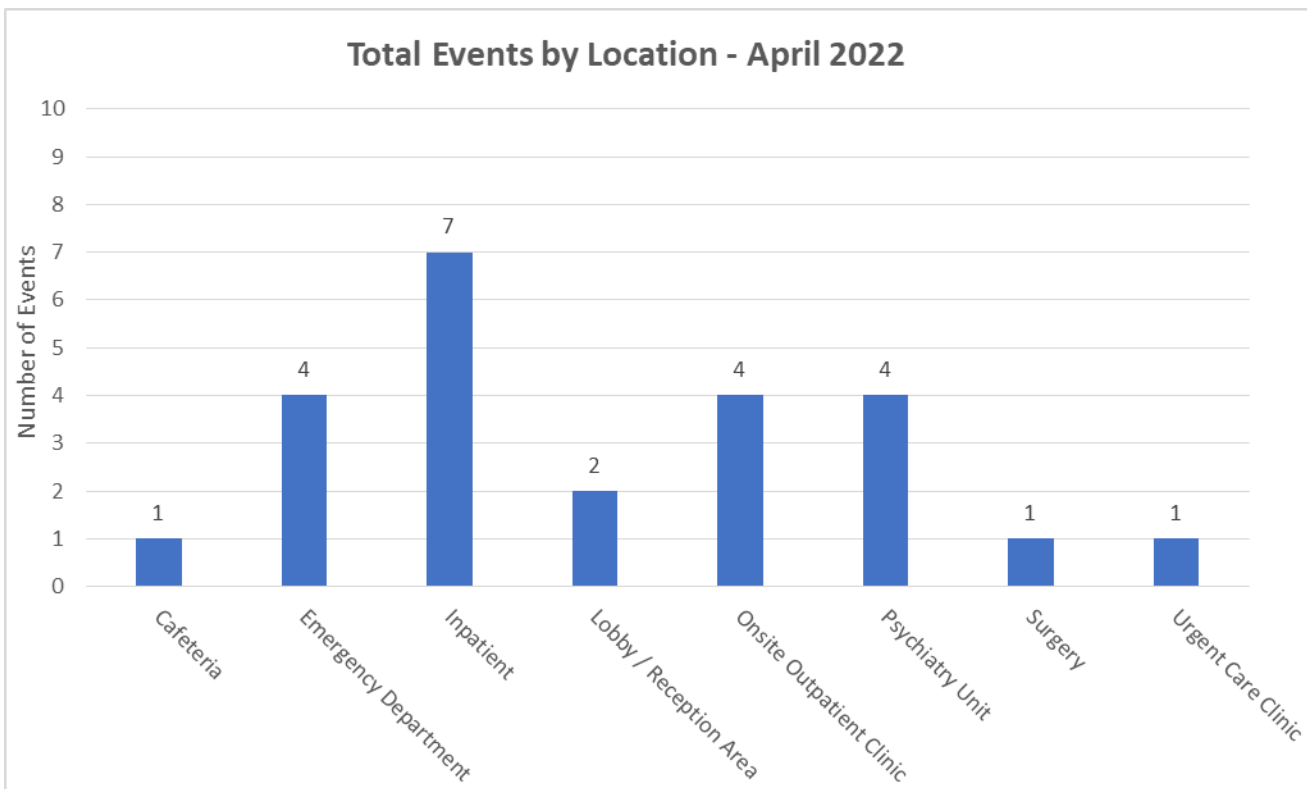 Total Events by Location - April 2022
Number of Events
10
9
8
7
6
5
4
3
2
1
0
1
4
7
2
4
4
1
1
Cafeteria
Emergency Department
Inpatient
Lobby / Reception Area
Onsite Outpatient Clinic
Psychiatry Unit
Surgery
Urgent Care Clinic